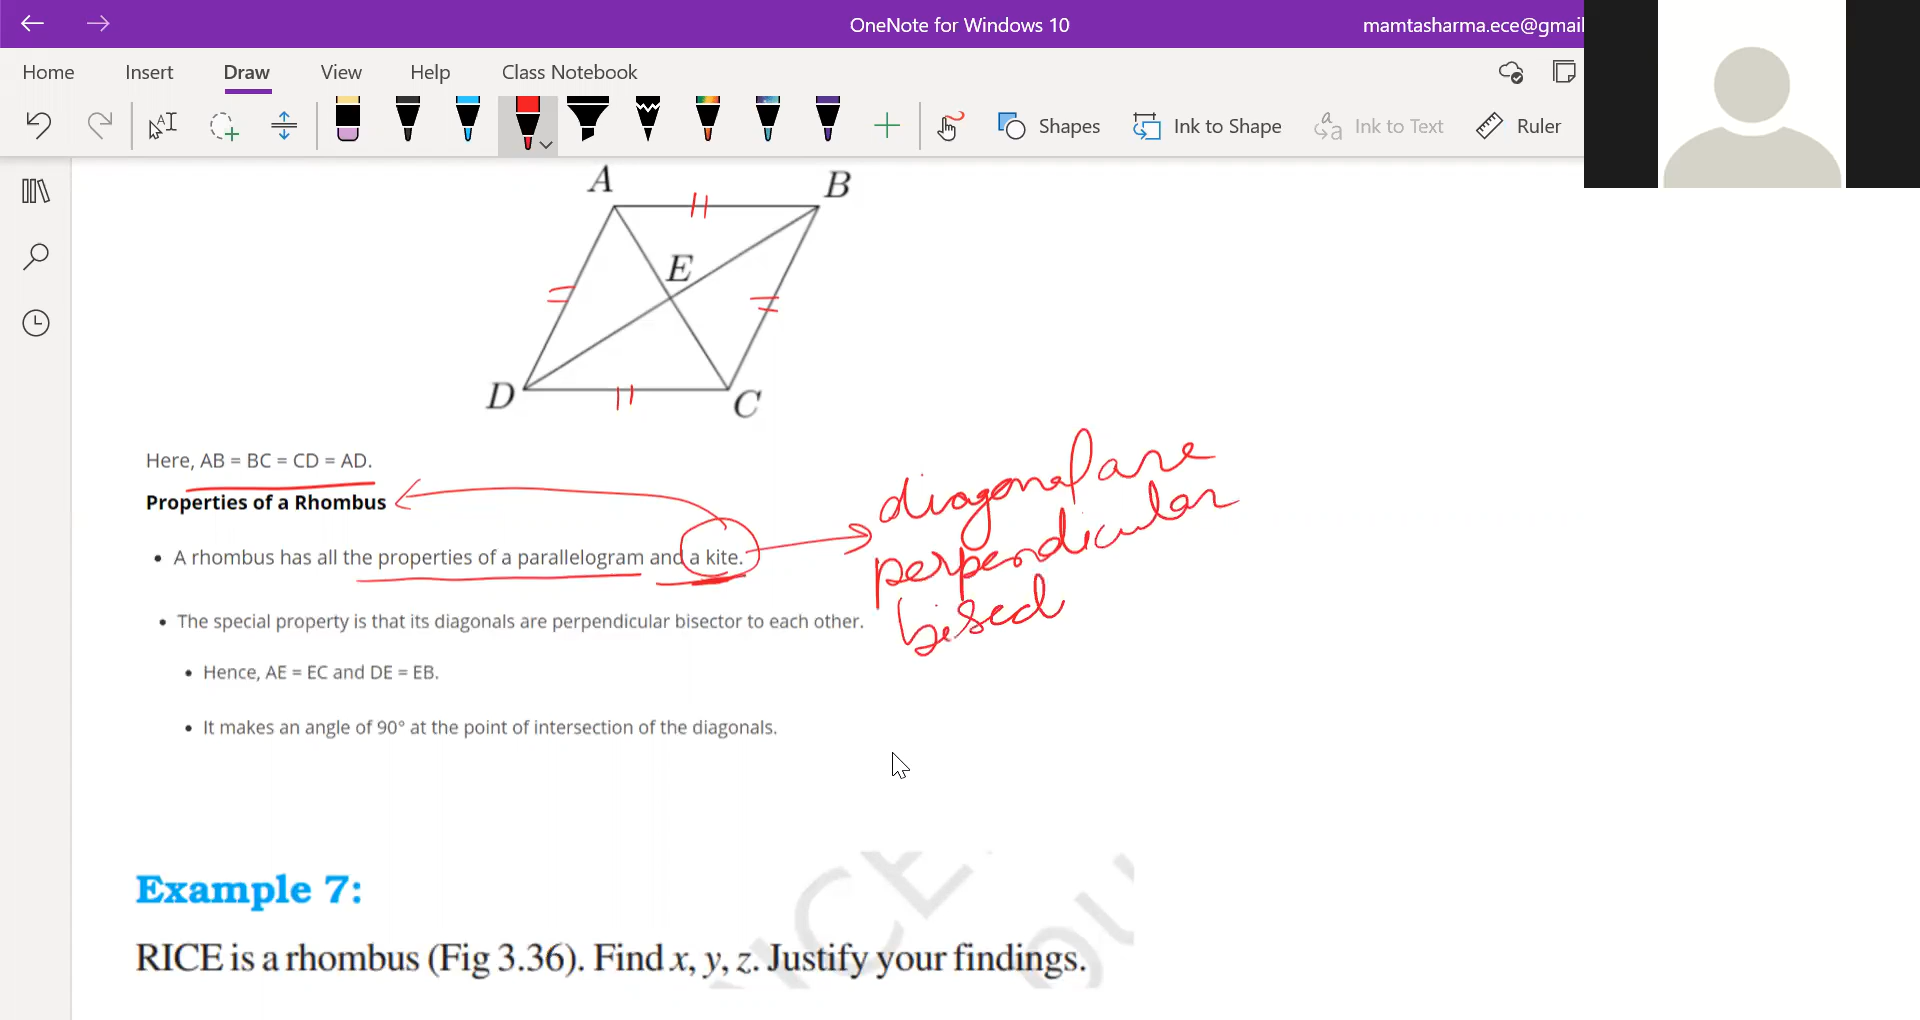 OneNote for Windows 10
mamtasharma.ece@gmail
Home Insert Draw View Help Class Notebook
Shapes Ink to Shape Ink to Text Ruler
A
B
E
D
C
Here, AB = BC = CD = AD.
Properties of a Rhombus
• A rhombus has all the properties of a parallelogram and a kite.
diagonal are
perpendicular
bised
• The special property is that its diagonals are perpendicular bisector to each other.
• Hence, AE = EC and DE = EB.
• It makes an angle of 90° at the point of intersection of the diagonals.
Example 7:
RICE is a rhombus (Fig 3.36). Find x, y, z. Justify your findings.